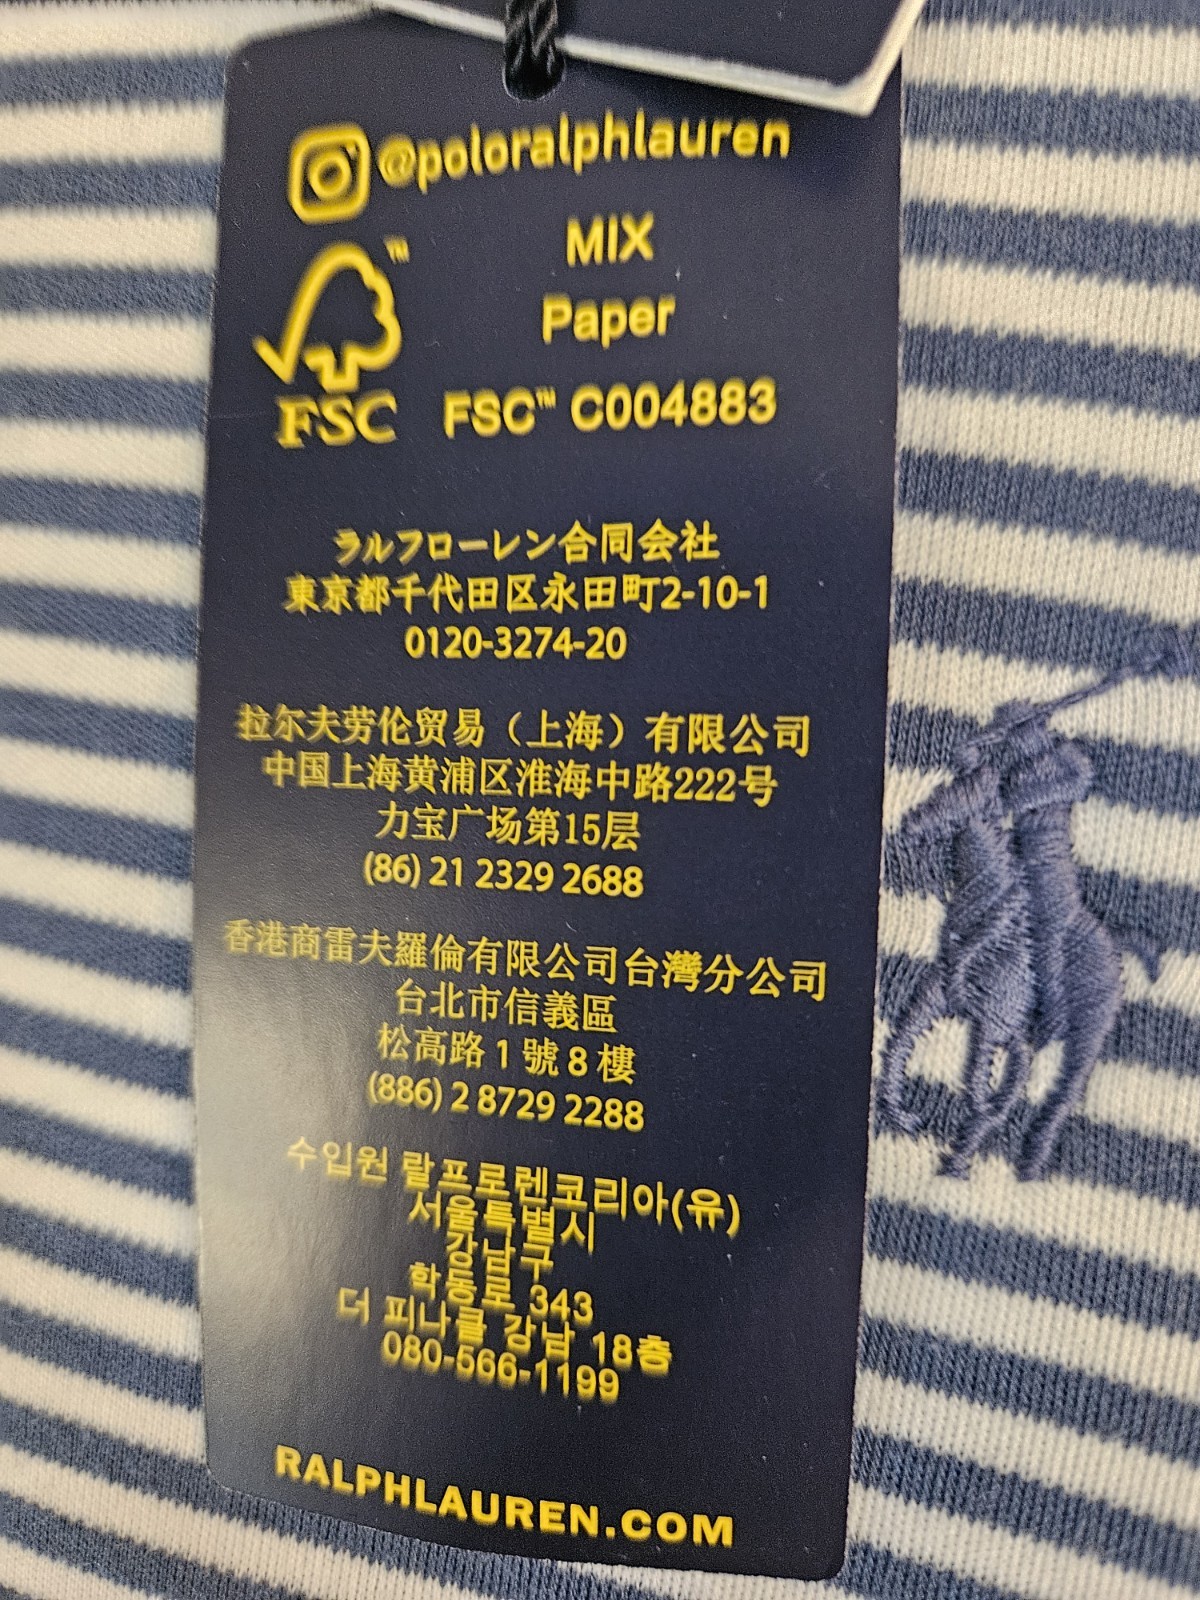 @poloralphlauren
MIX
Paper
FSC™ C004883
™
FSC
ラルフローレン合同会社
東京都千代田区永田町2-10-1
0120-3274-20
拉尔夫劳伦贸易（上海）有限公司
中国上海黄浦区淮海中路222号
力宝广场第15层
(86) 21 2329 2688
香港商雷夫羅倫有限公司台灣分公司
台北市信義區
松高路 1 號 8 樓
(886) 2 8729 2288
수입원 랄프로렌코리아(유)
서울특별시
강남구
학동로 343
더 피나클 강남 18층
080-566-1199
RALPHLAUREN.COM